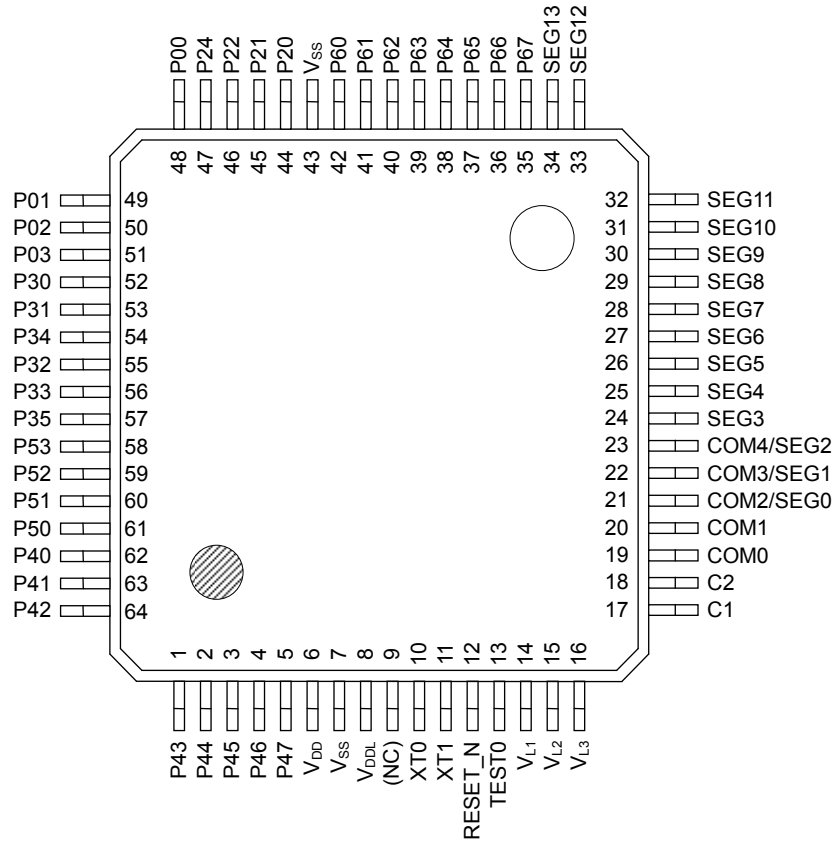 P00 P24 P22 P21 P20 VSS P60 P61 P62 P63 P64 P65 P66 P67 SEG13 SEG12
48 47 46 45 44 43 42 41 40 39 38 37 36 35 34 33
P01 49 32 SEG11
P02 50 31 SEG10
P03 51 30 SEG9
P30 52 29 SEG8
P31 53 28 SEG7
P34 54 27 SEG6
P32 55 26 SEG5
P33 56 25 SEG4
P35 57 24 SEG3
P53 58 23 COM4/SEG2
P52 59 22 COM3/SEG1
P51 60 21 COM2/SEG0
P50 61 20 COM1
P40 62 19 COM0
P41 63 18 C2
P42 64 17 C1
1 2 3 4 5 6 7 8 9 10 11 12 13 14 15 16
P43 P44 P45 P46 P47 VDD VSS VDDL (NC) XT0 XT1 RESET_N TEST0 VL1 VL2 VL3